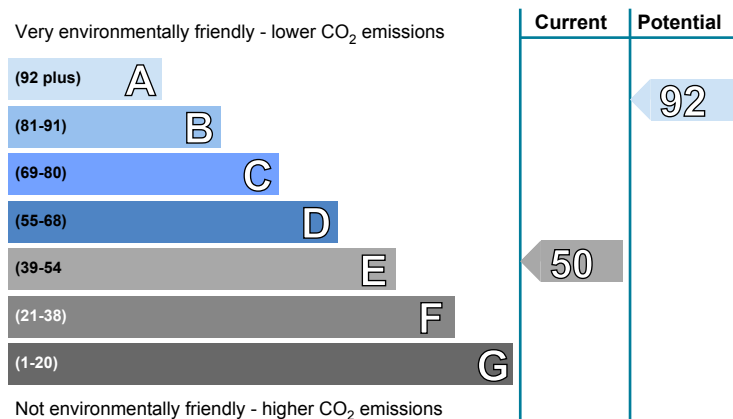 Current Potential
Very environmentally friendly - lower CO₂ emissions
(92 plus) A
92
(81-91) B
(69-80) C
(55-68) D
(39-54 E
50
(21-38) F
(1-20) G
Not environmentally friendly - higher CO₂ emissions